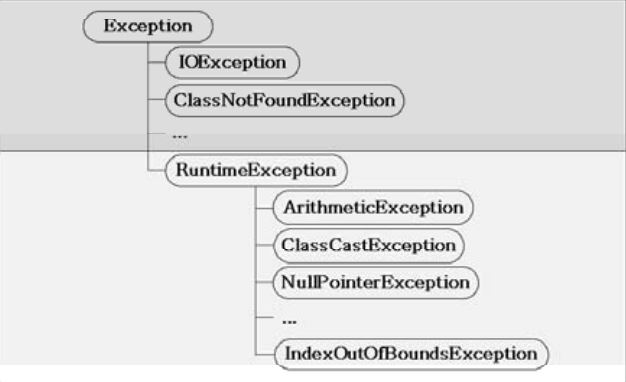 Exception
IOException
ClassNotFoundException
...
RuntimeException
ArithmeticException
ClassCastException
NullPointerException
...
IndexOutOfBoundsException